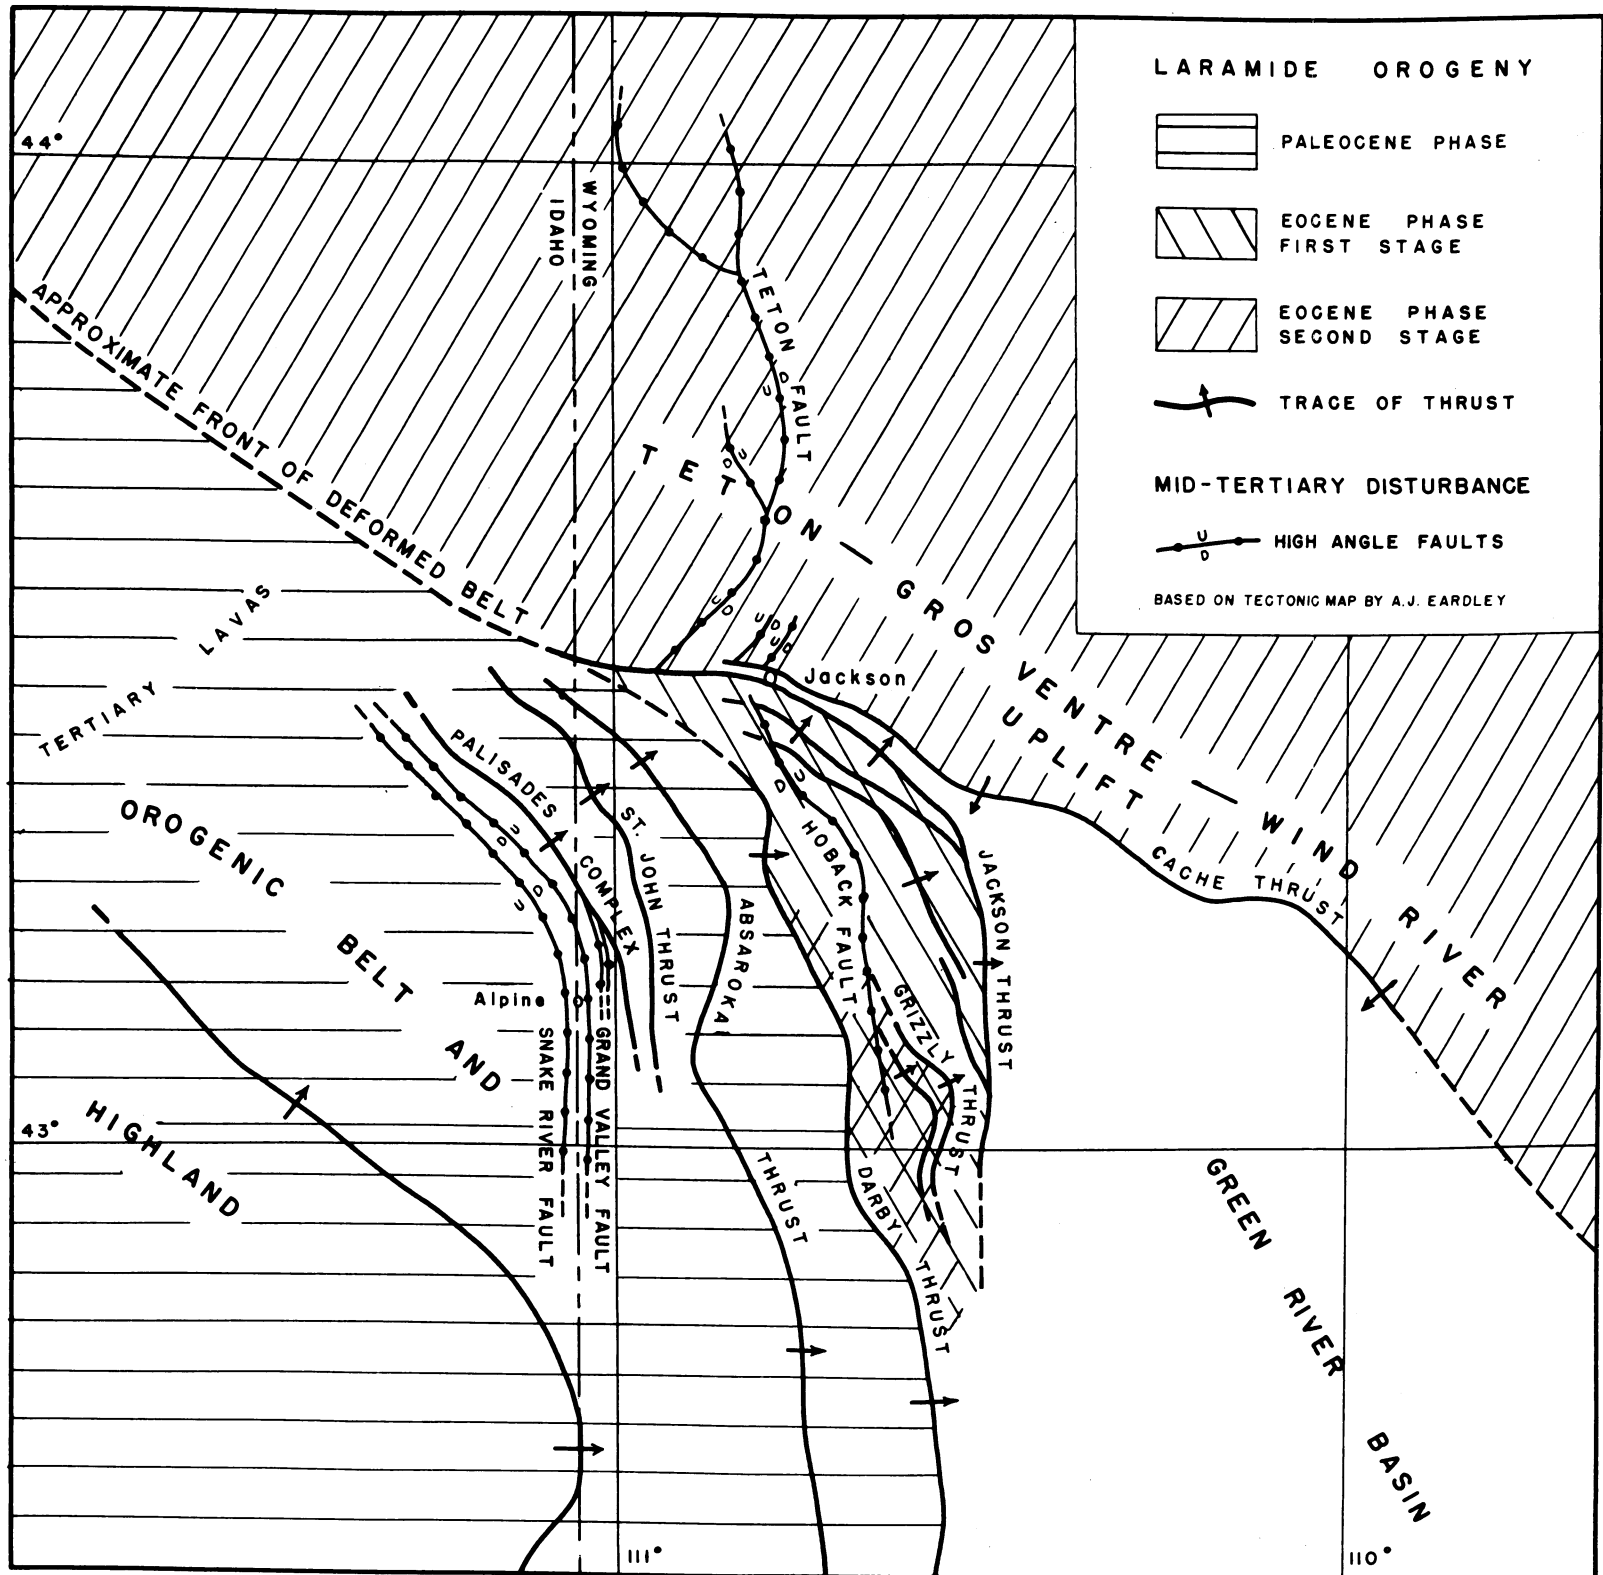 LARAMIDE OROGENY
PALEOCENE PHASE
EOCENE PHASE
FIRST STAGE
EOCENE PHASE
SECOND STAGE
TRACE OF THRUST
MID-TERTIARY DISTURBANCE
U
D
HIGH ANGLE FAULTS
BASED ON TECTONIC MAP BY A.J. EARDLEY
44°
WYOMING
IDAHO
TETON FAULT
D
U
APPROXIMATE FRONT OF DEFORMED BELT
U
D
TETON — GROS VENTRE — WIND RIVER
UPLIFT
TERTIARY LAVAS
U D
U D
U D
Jackson
PALISADES COMPLEX
ST. JOHN THRUST
ABSAROKA THRUST
U
D
HOBACK FAULT
JACKSON THRUST
CACHE THRUST
U
D
D
U
OROGENIC BELT AND HIGHLAND
Alpine
GRIZZLY THRUST
SNAKE RIVER FAULT
GRAND VALLEY FAULT
43°
DARBY THRUST
GREEN RIVER BASIN
111°
110°